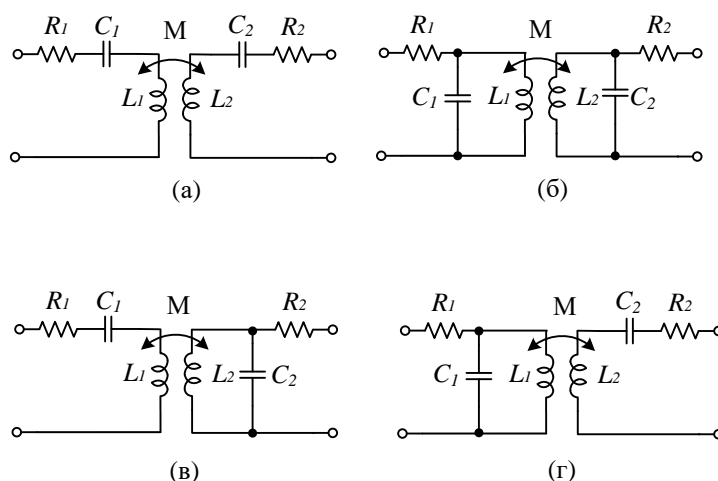 R1 C1 M C2 R2
L1 L2
(а)
R1 M R2
C1 L1 L2 C2
(б)
R1 C1 M R2
L1 L2 C2
(в)
R1 M C2 R2
C1 L1 L2
(г)